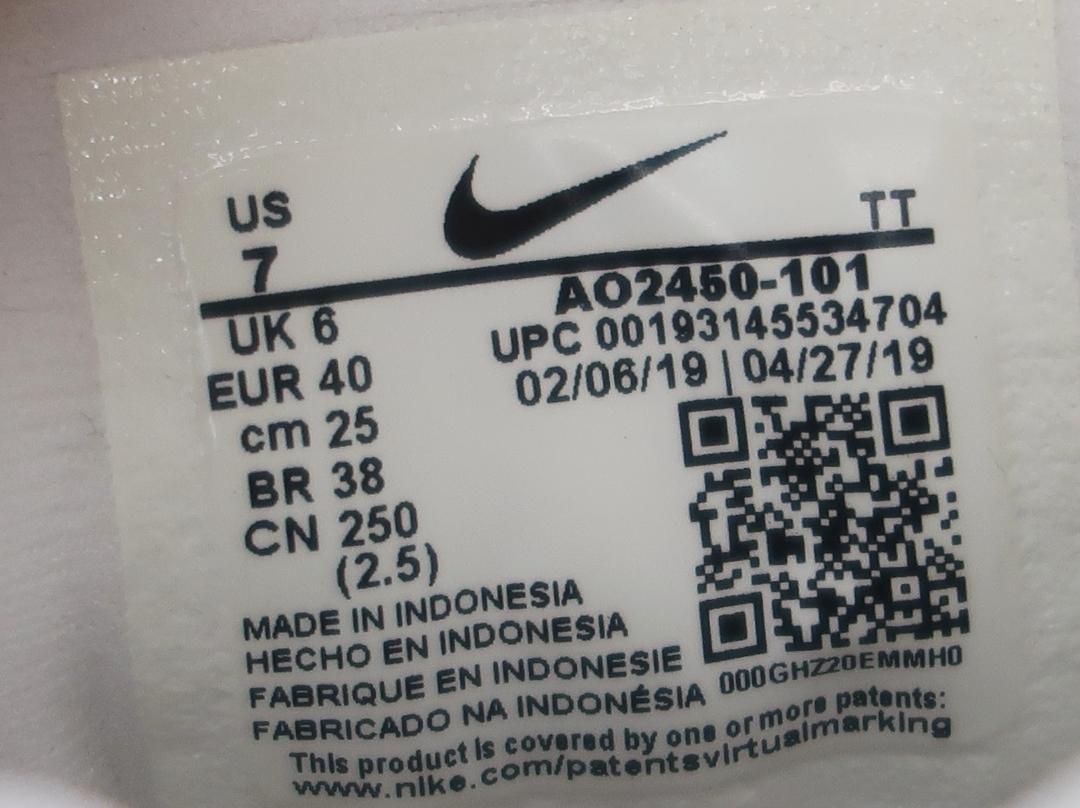 US
7
TT
UK 6
EUR 40
cm 25
BR 38
CN 250
(2.5)
AO2450-101
UPC 00193145534704
02/06/19 | 04/27/19
000GHZ20EMMH0
MADE IN INDONESIA
HECHO EN INDONESIA
FABRIQUE EN INDONESIE
FABRICADO NA INDONÉSIA
This product is covered by one or more patents:
www.nike.com/patentsvirtualmarking